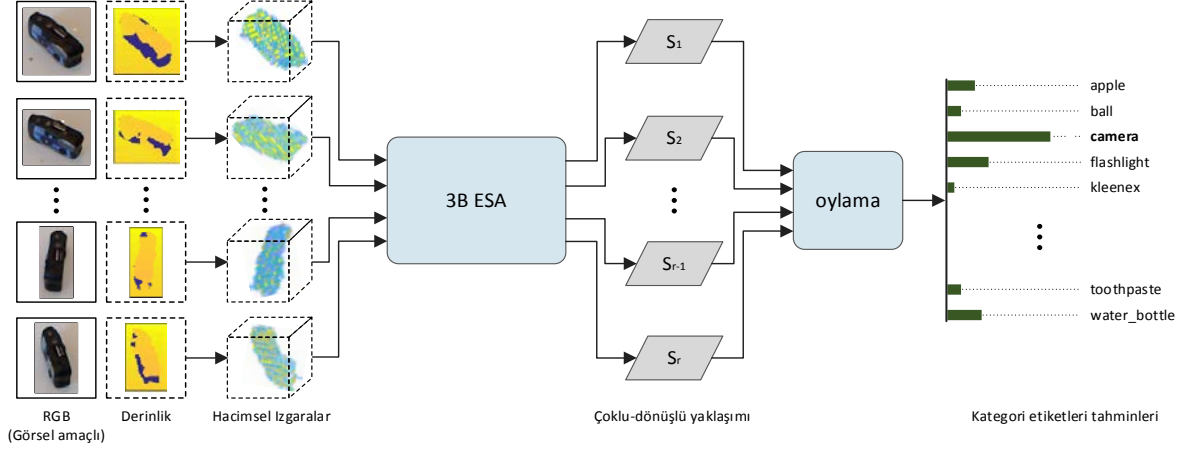 S1
S2
Sr-1
Sr
3B ESA
oylama
apple
ball
camera
flashlight
kleenex
toothpaste
water_bottle
RGB
(Görsel amaçlı)
Derinlik
Hacimsel Izgaralar
Çoklu-dönüşlü yaklaşımı
Kategori etiketleri tahminleri